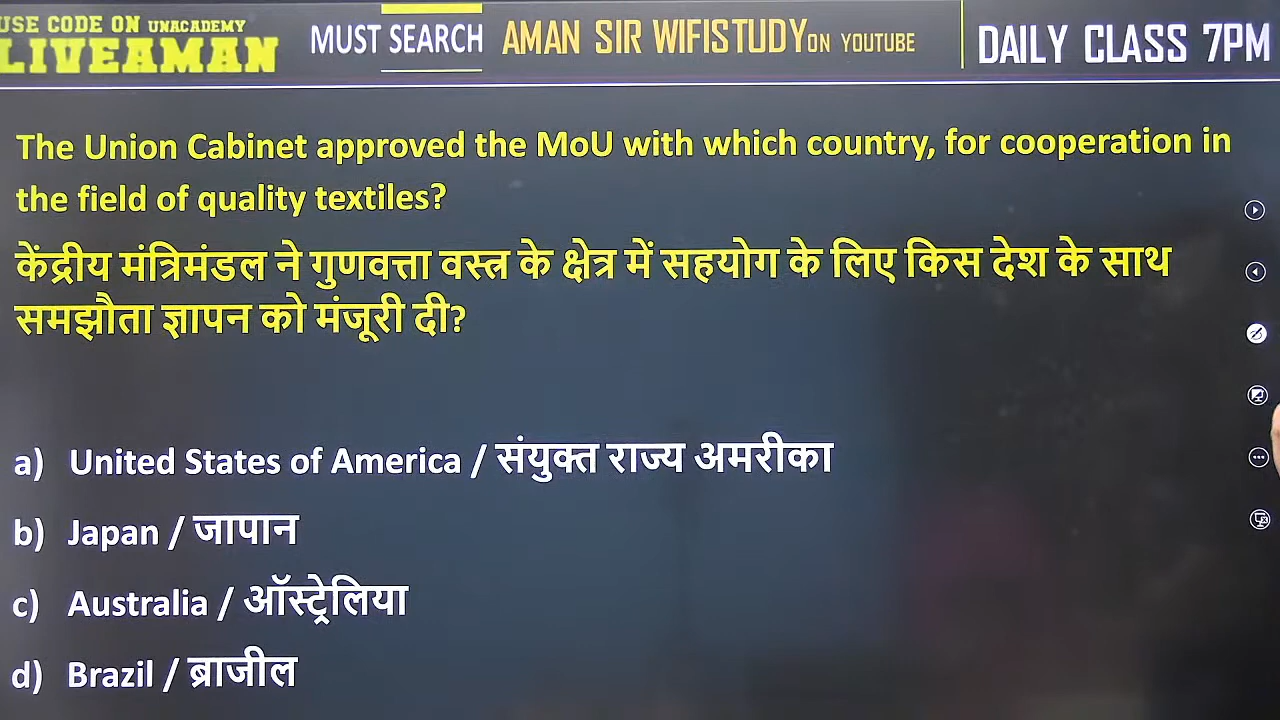 USE CODE ON UNACADEMY
LIVEAMAN
MUST SEARCH AMAN SIR WIFISTUDY ON YOUTUBE
DAILY CLASS 7PM
The Union Cabinet approved the MoU with which country, for cooperation in
the field of quality textiles?
केंद्रीय मंत्रिमंडल ने गुणवत्ता वस्त्र के क्षेत्र में सहयोग के लिए किस देश के साथ
समझौता ज्ञापन को मंजूरी दी?
a) United States of America / संयुक्त राज्य अमरीका
b) Japan / जापान
c) Australia / ऑस्ट्रेलिया
d) Brazil / ब्राजील